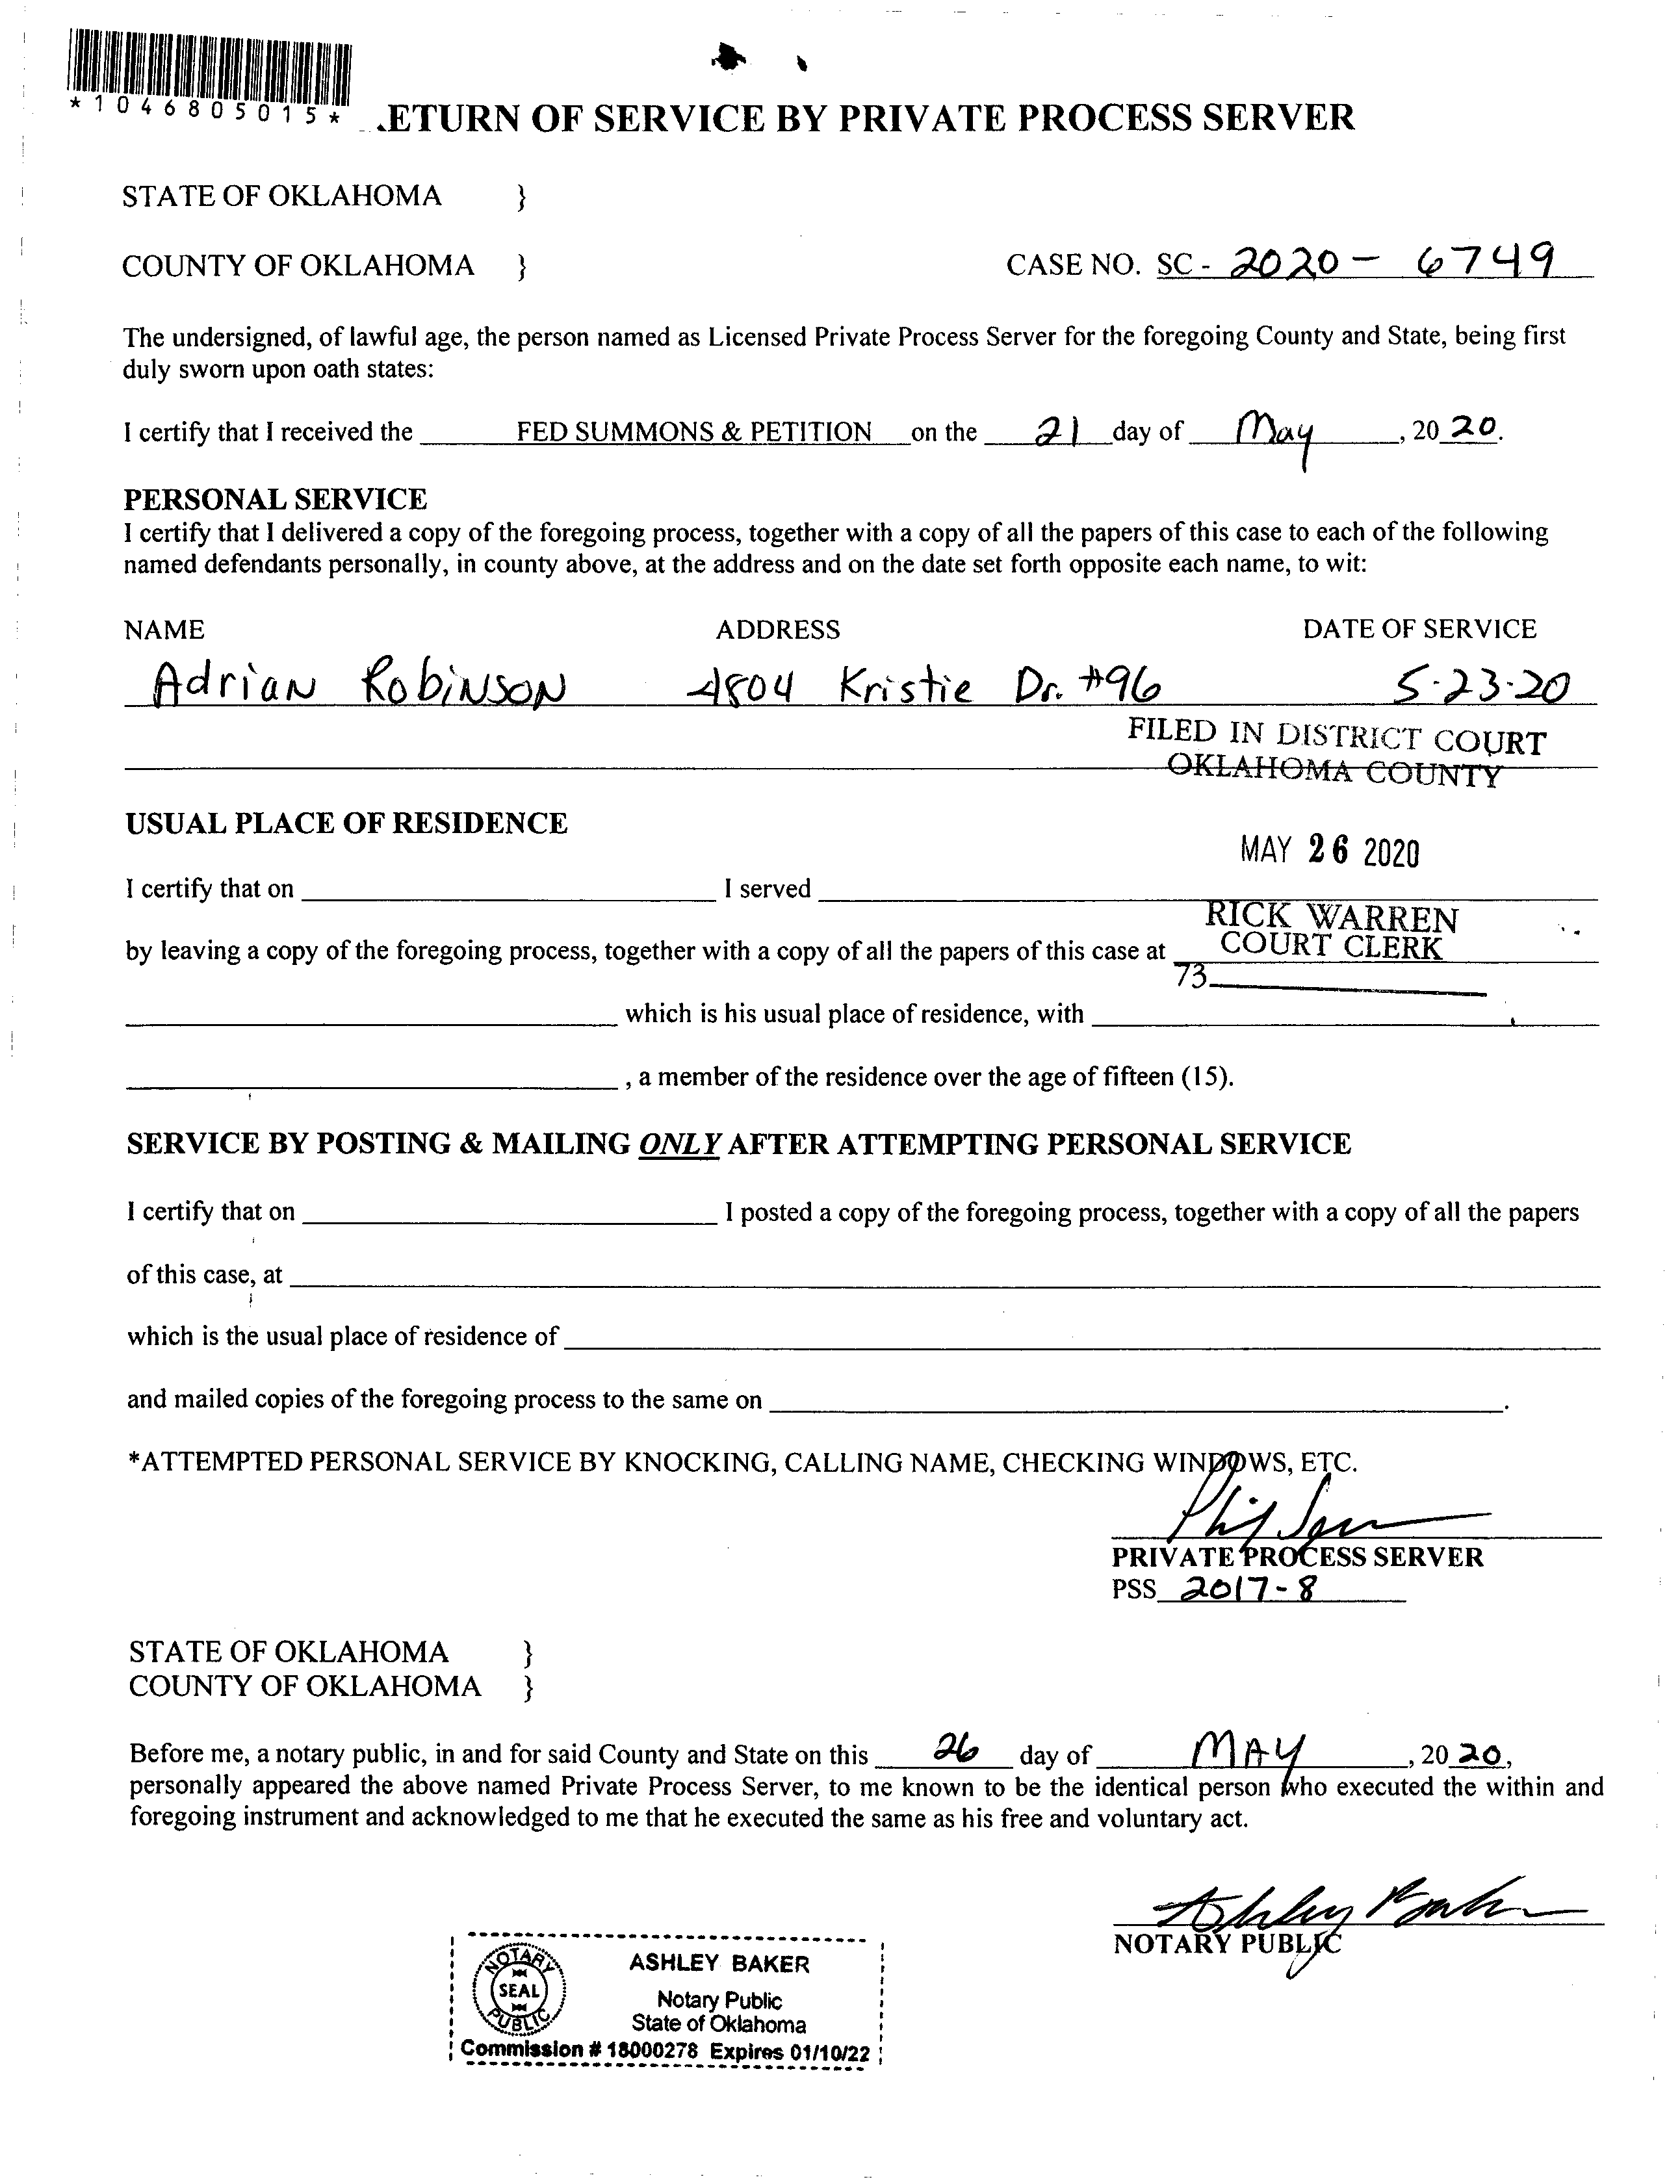 *1046805015*
ETURN OF SERVICE BY PRIVATE PROCESS SERVER
STATE OF OKLAHOMA }
COUNTY OF OKLAHOMA } CASE NO. SC - 2020 - 6749
The undersigned, of lawful age, the person named as Licensed Private Process Server for the foregoing County and State, being first
duly sworn upon oath states:
I certify that I received the FED SUMMONS & PETITION on the 21 day of May, 20 20.
PERSONAL SERVICE
I certify that I delivered a copy of the foregoing process, together with a copy of all the papers of this case to each of the following
named defendants personally, in county above, at the address and on the date set forth opposite each name, to wit:
NAME ADDRESS DATE OF SERVICE
Adrian Robinson 4804 Kristie Dr. #96 5-23-20
FILED IN DISTRICT COURT
OKLAHOMA COUNTY
USUAL PLACE OF RESIDENCE
MAY 26 2020
I certify that on I served
RICK WARREN
by leaving a copy of the foregoing process, together with a copy of all the papers of this case at COURT CLERK
73
which is his usual place of residence, with
, a member of the residence over the age of fifteen (15).
SERVICE BY POSTING & MAILING ONLY AFTER ATTEMPTING PERSONAL SERVICE
I certify that on I posted a copy of the foregoing process, together with a copy of all the papers
of this case, at
which is the usual place of residence of
and mailed copies of the foregoing process to the same on .
*ATTEMPTED PERSONAL SERVICE BY KNOCKING, CALLING NAME, CHECKING WINDOWS, ETC.
PRIVATE PROCESS SERVER
PSS 2017-8
STATE OF OKLAHOMA }
COUNTY OF OKLAHOMA }
Before me, a notary public, in and for said County and State on this 26 day of MAY, 20 20,
personally appeared the above named Private Process Server, to me known to be the identical person who executed the within and
foregoing instrument and acknowledged to me that he executed the same as his free and voluntary act.
Ashley Baker
NOTARY PUBLIC
NOTARY PUBLIC SEAL
ASHLEY BAKER
Notary Public
State of Oklahoma
Commission # 18000278 Expires 01/10/22